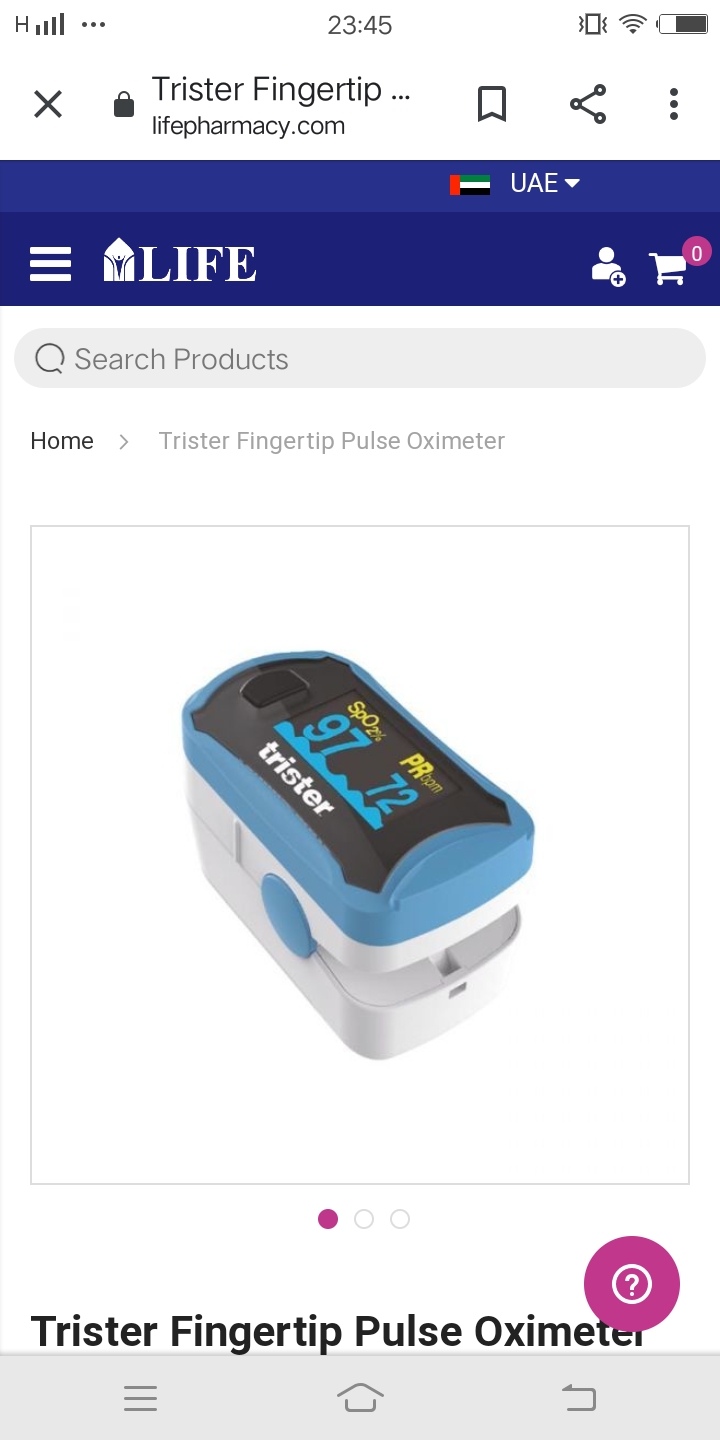 H 23:45
Trister Fingertip ...
lifepharmacy.com
UAE
LIFE
0
Search Products
Home > Trister Fingertip Pulse Oximeter
SpO2%
97
PRbpm
72
trister
?
Trister Fingertip Pulse Oximeter